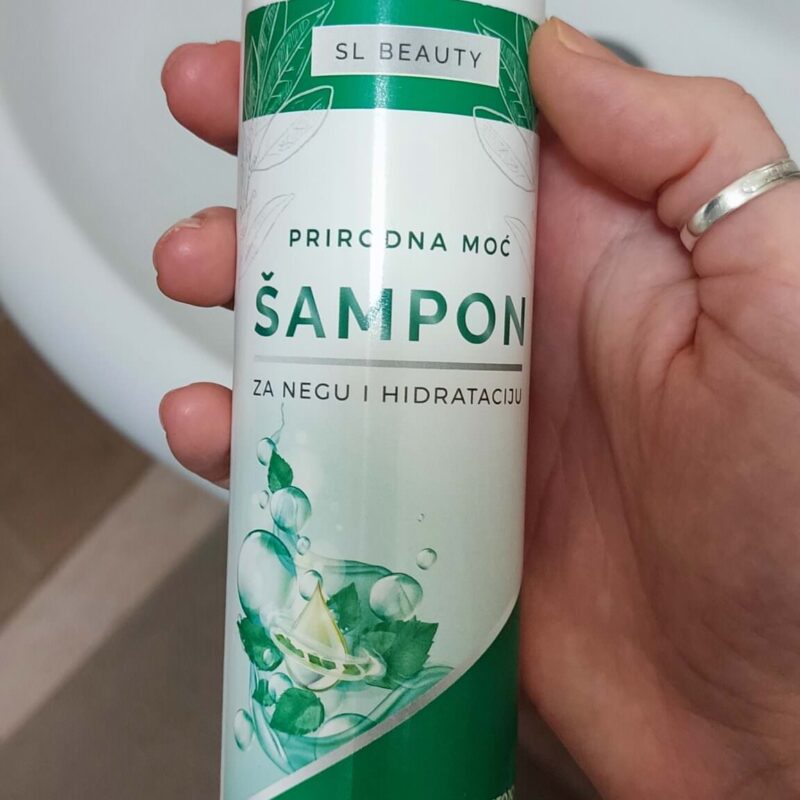 SL BEAUTY
PRIRODNA MOĆ
ŠAMPON
ZA NEGU I HIDRATACIJU